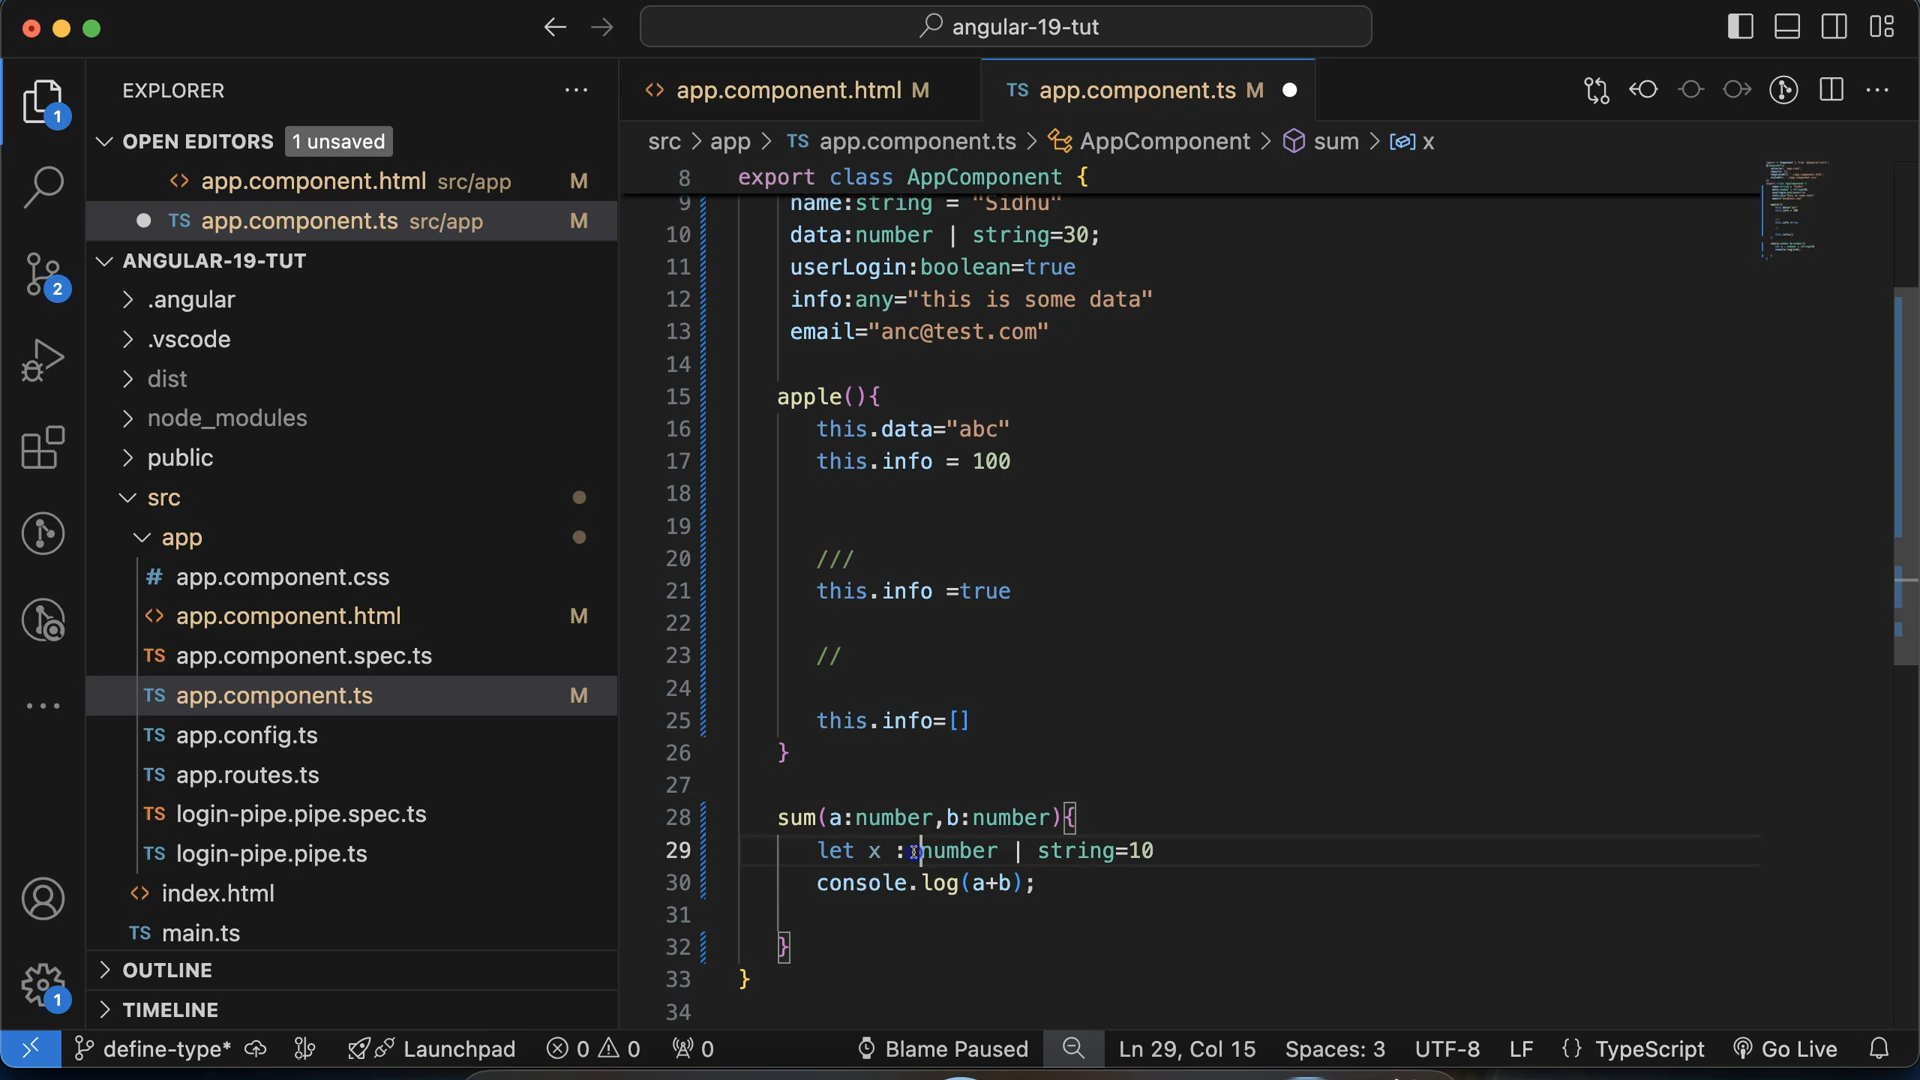 angular-19-tut
EXPLORER
OPEN EDITORS 1 unsaved
app.component.html src/app M
TS app.component.ts src/app M
ANGULAR-19-TUT
.angular
.vscode
dist
node_modules
public
src
app
# app.component.css
app.component.html M
TS app.component.spec.ts
TS app.component.ts M
TS app.config.ts
TS app.routes.ts
TS login-pipe.pipe.spec.ts
TS login-pipe.pipe.ts
index.html
TS main.ts
OUTLINE
TIMELINE
1
2
1
app.component.html M
TS app.component.ts M
src > app > TS app.component.ts > AppComponent > sum > x
8 export class AppComponent {
9 name:string = "Sidhu"
10 data:number | string=30;
11 userLogin:boolean=true
12 info:any="this is some data"
13 email="anc@test.com"
14
15 apple(){
16 this.data="abc"
17 this.info = 100
18
19
20 ///
21 this.info =true
22
23 //
24
25 this.info=[]
26 }
27
28 sum(a:number,b:number){
29 let x : number | string=10
30 console.log(a+b);
31
32 }
33 }
34
define-type* Launchpad 0 0 0 Blame Paused Ln 29, Col 15 Spaces: 3 UTF-8 LF {} TypeScript Go Live